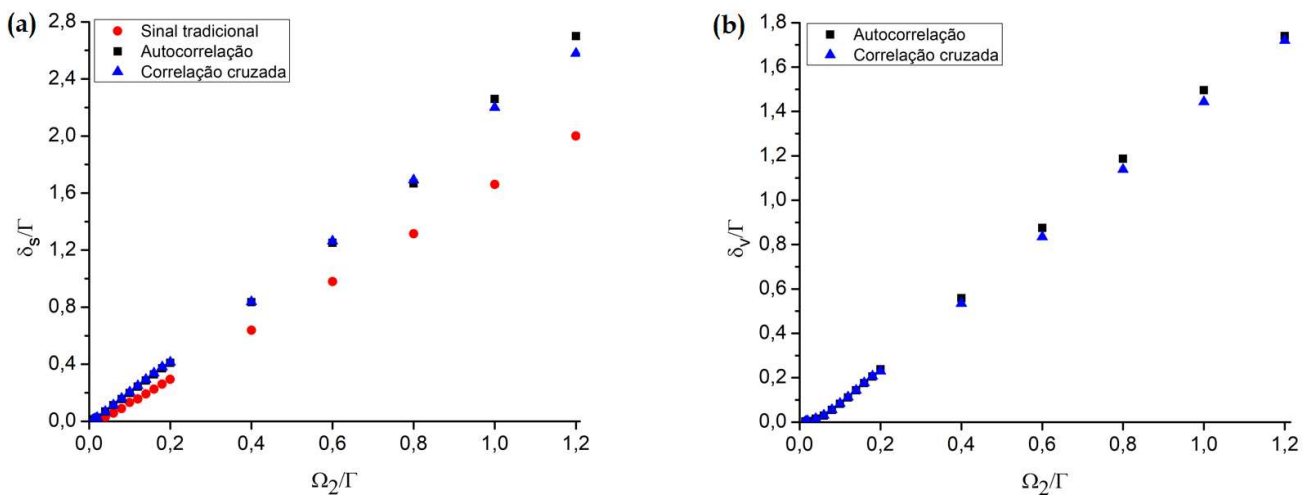 (a)
Sinal tradicional
Autocorrelação
Correlação cruzada
2,8
2,4
2,0
1,6
1,2
0,8
0,4
0,0
δs/Γ
0,0 0,2 0,4 0,6 0,8 1,0 1,2
Ω2/Γ
(b)
Autocorrelação
Correlação cruzada
1,8
1,6
1,4
1,2
1,0
0,8
0,6
0,4
0,2
0,0
δv/Γ
0,0 0,2 0,4 0,6 0,8 1,0 1,2
Ω2/Γ